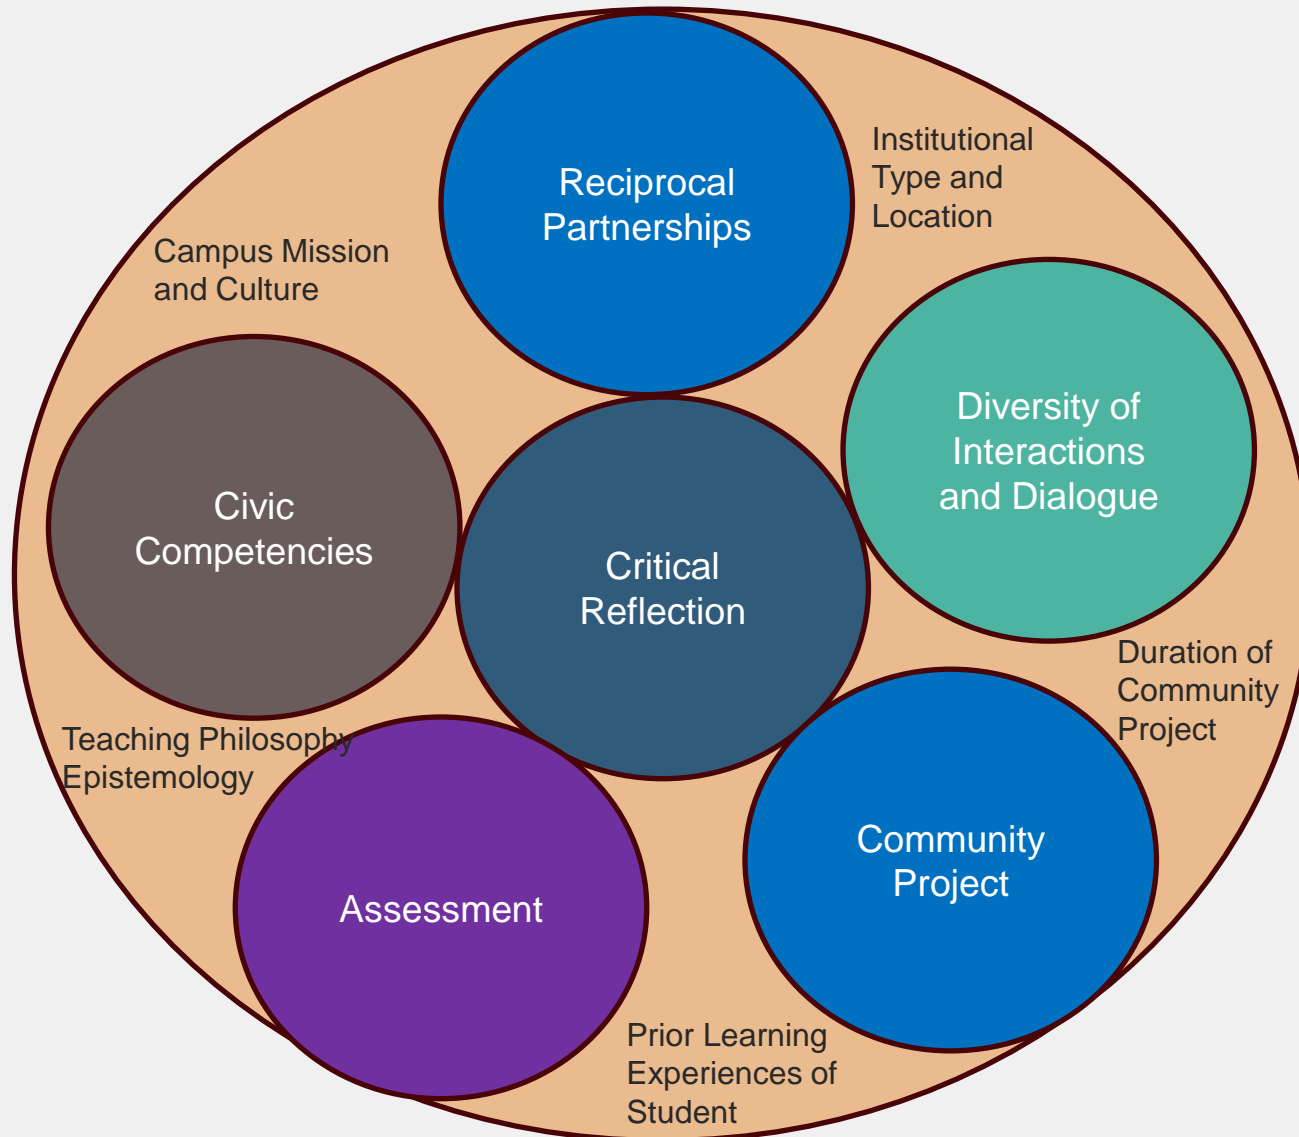 Reciprocal
Partnerships
Institutional
Type and
Location
Campus Mission
and Culture
Diversity of
Interactions
and Dialogue
Civic
Competencies
Critical
Reflection
Duration of
Community
Project
Teaching Philosophy
Epistemology
Community
Project
Assessment
Prior Learning
Experiences of
Student